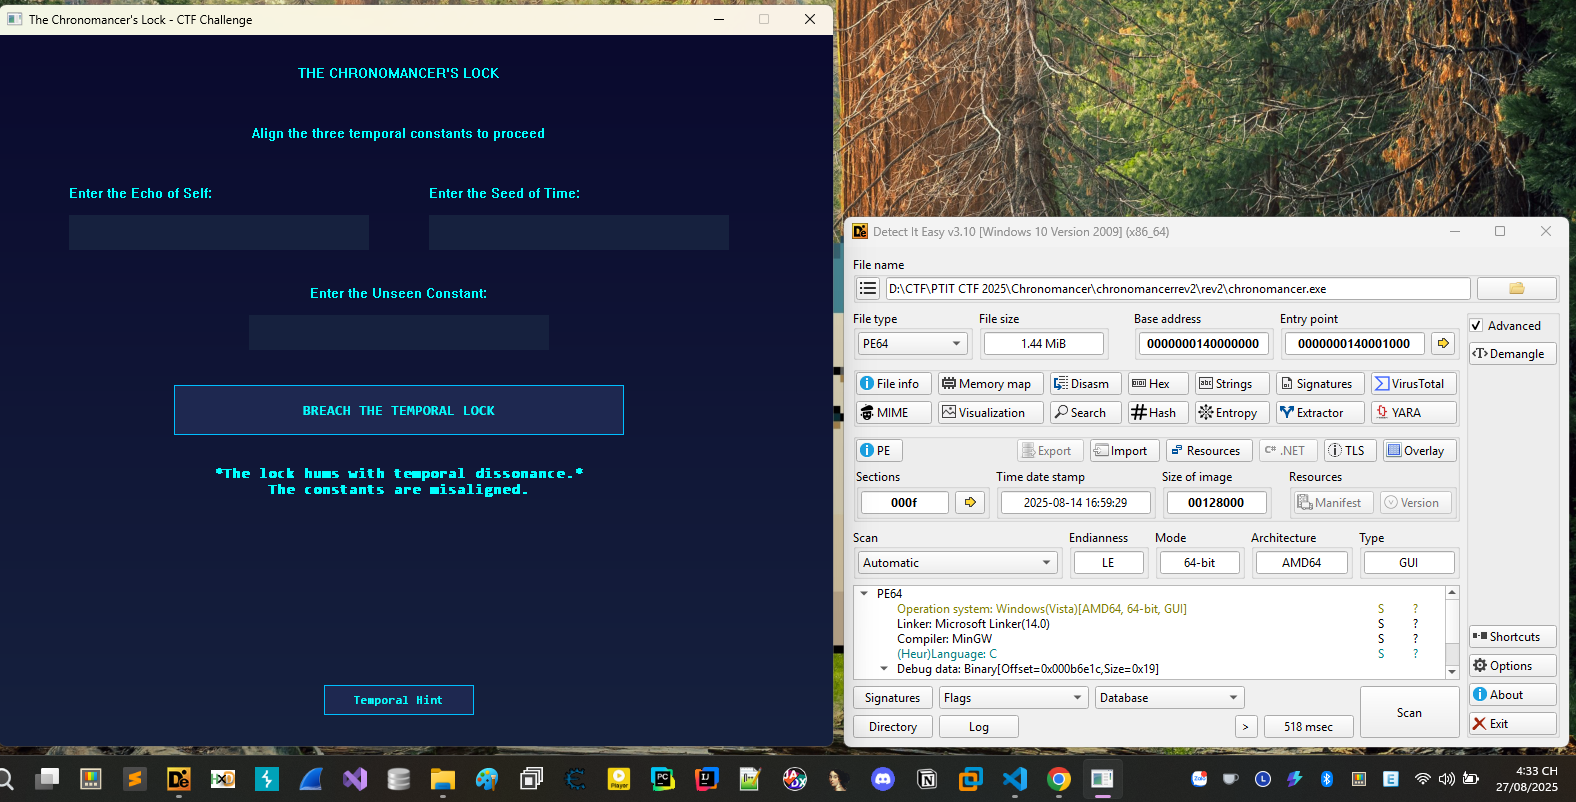 The Chronomancer's Lock - CTF Challenge
THE CHRONOMANCER'S LOCK
Align the three temporal constants to proceed
Enter the Echo of Self:
Enter the Seed of Time:
Enter the Unseen Constant:
BREACH THE TEMPORAL LOCK
*The lock hums with temporal dissonance.*
The constants are misaligned.
Temporal Hint
Detect It Easy v3.10 [Windows 10 Version 2009] (x86_64)
File name
D:\CTF\PTIT CTF 2025\Chronomancer\chronomancerrev2\rev2\chronomancer.exe
File type
File size
Base address
Entry point
Advanced
PE64
1.44 MiB
0000000140000000
0000000140001000
Demangle
File info
Memory map
Disasm
Hex
Strings
Signatures
VirusTotal
MIME
Visualization
Search
Hash
Entropy
Extractor
YARA
PE
Export
Import
Resources
.NET
TLS
Overlay
Sections
Time date stamp
Size of image
Resources
000f
2025-08-14 16:59:29
00128000
Manifest
Version
Scan
Endianness
Mode
Architecture
Type
Automatic
LE
64-bit
AMD64
GUI
PE64
Operation system: Windows(Vista)[AMD64, 64-bit, GUI] S ?
Linker: Microsoft Linker(14.0) S ?
Compiler: MinGW S ?
(Heur)Language: C S ?
Debug data: Binary[Offset=0x000b6e1c,Size=0x19]
Shortcuts
Options
About
Exit
Signatures
Flags
Database
Scan
Directory
Log
>
518 msec
4:33 CH
27/08/2025